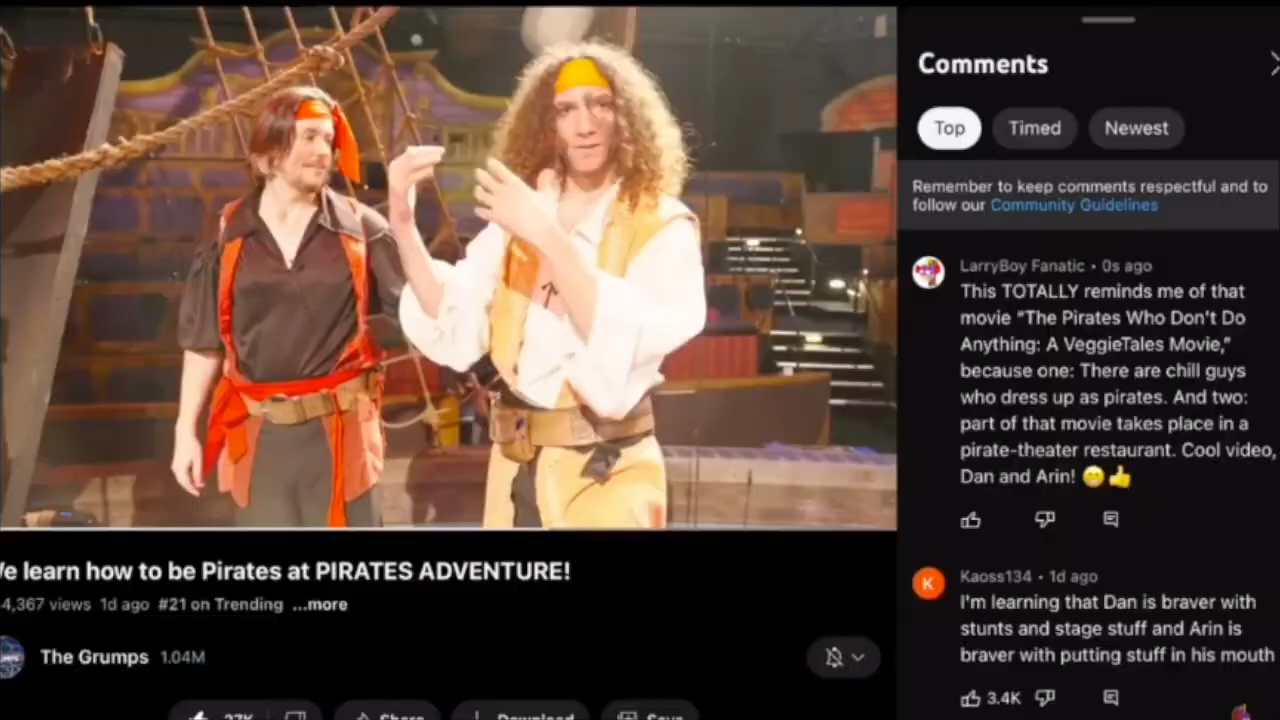 Comments
Top
Timed
Newest
Remember to keep comments respectful and to
follow our Community Guidelines
LarryBoy Fanatic • 0s ago
This TOTALLY reminds me of that
movie “The Pirates Who Don't Do
Anything: A VeggieTales Movie,”
because one: There are chill guys
who dress up as pirates. And two:
part of that movie takes place in a
pirate-theater restaurant. Cool video,
Dan and Arin! 😁👍
K
Kaoss134 • 1d ago
I'm learning that Dan is braver with
stunts and stage stuff and Arin is
braver with putting stuff in his mouth
3.4K
e learn how to be Pirates at PIRATES ADVENTURE!
4,367 views 1d ago #21 on Trending ...more
The Grumps 1.04M
27K
Share
Download
Save